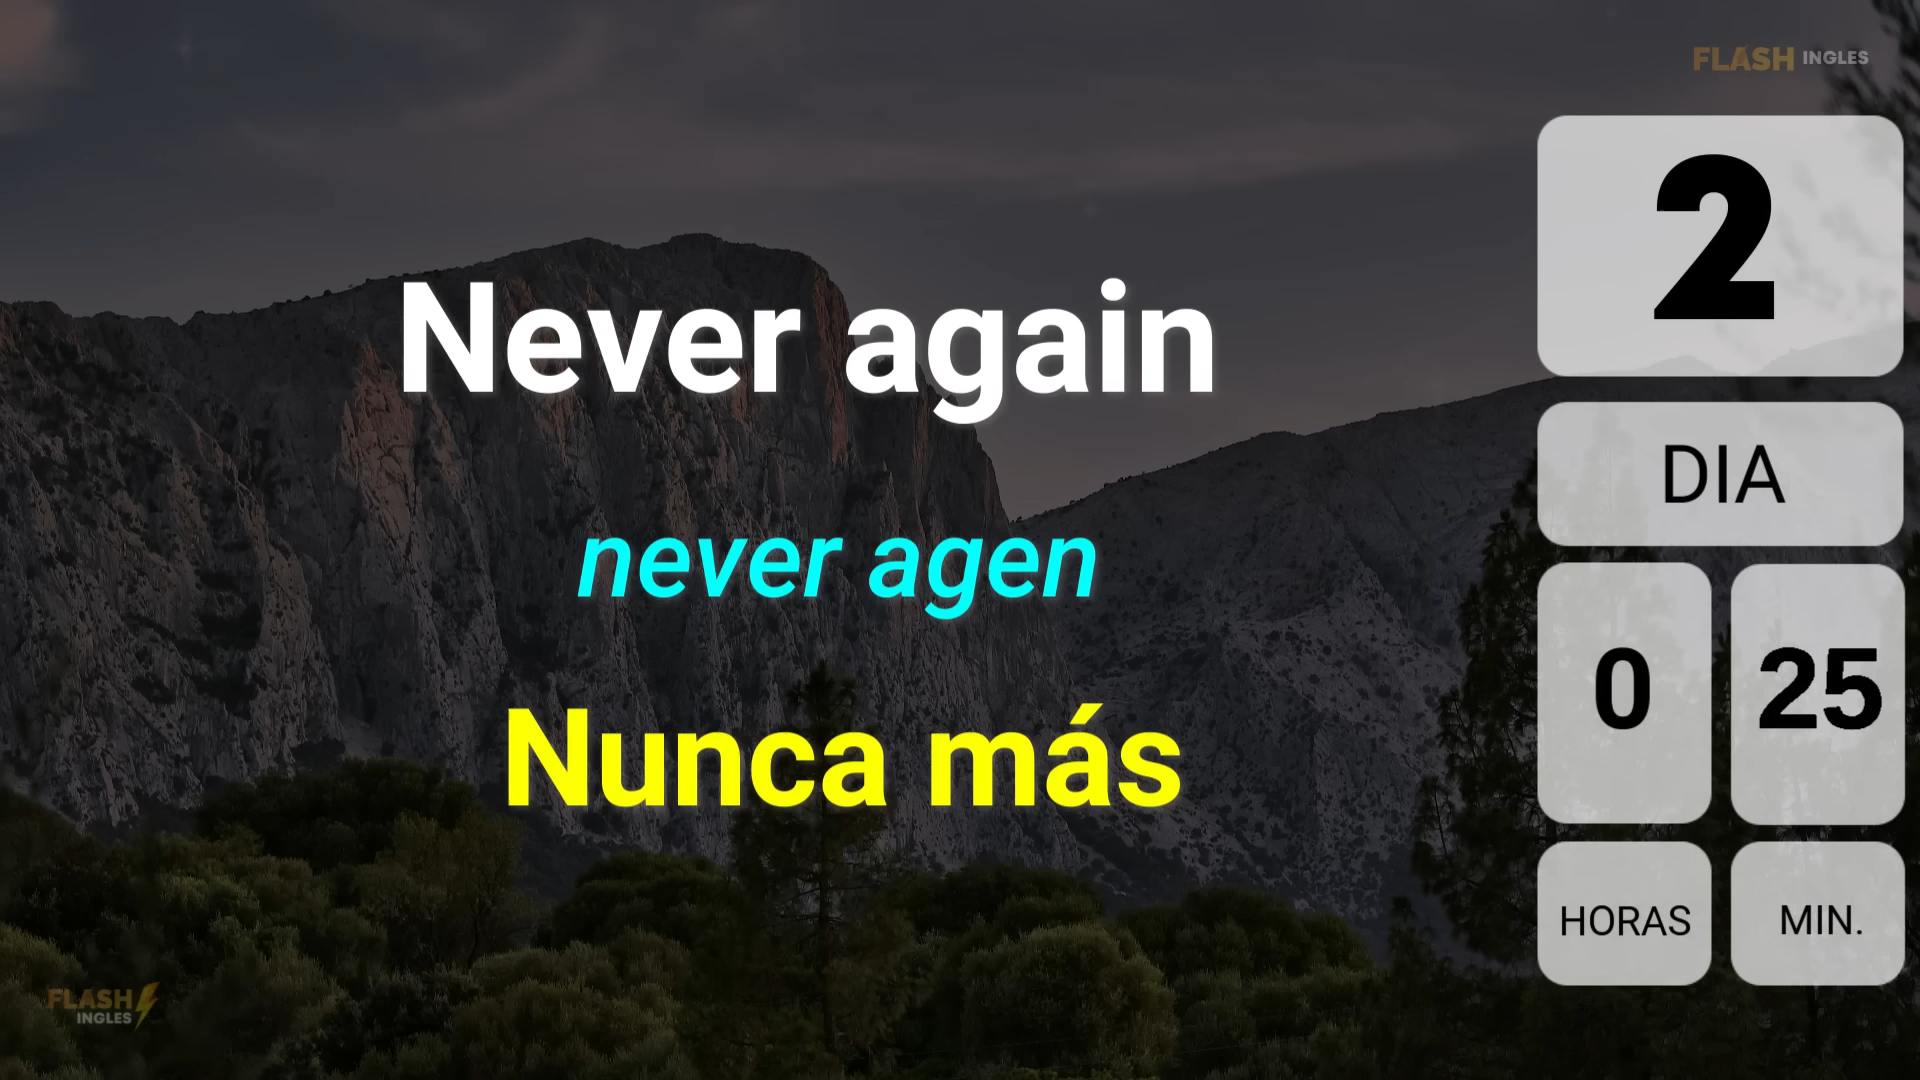 FLASH INGLES
Never again
never agen
Nunca más
2
DIA
0 25
HORAS MIN.
FLASH
INGLES